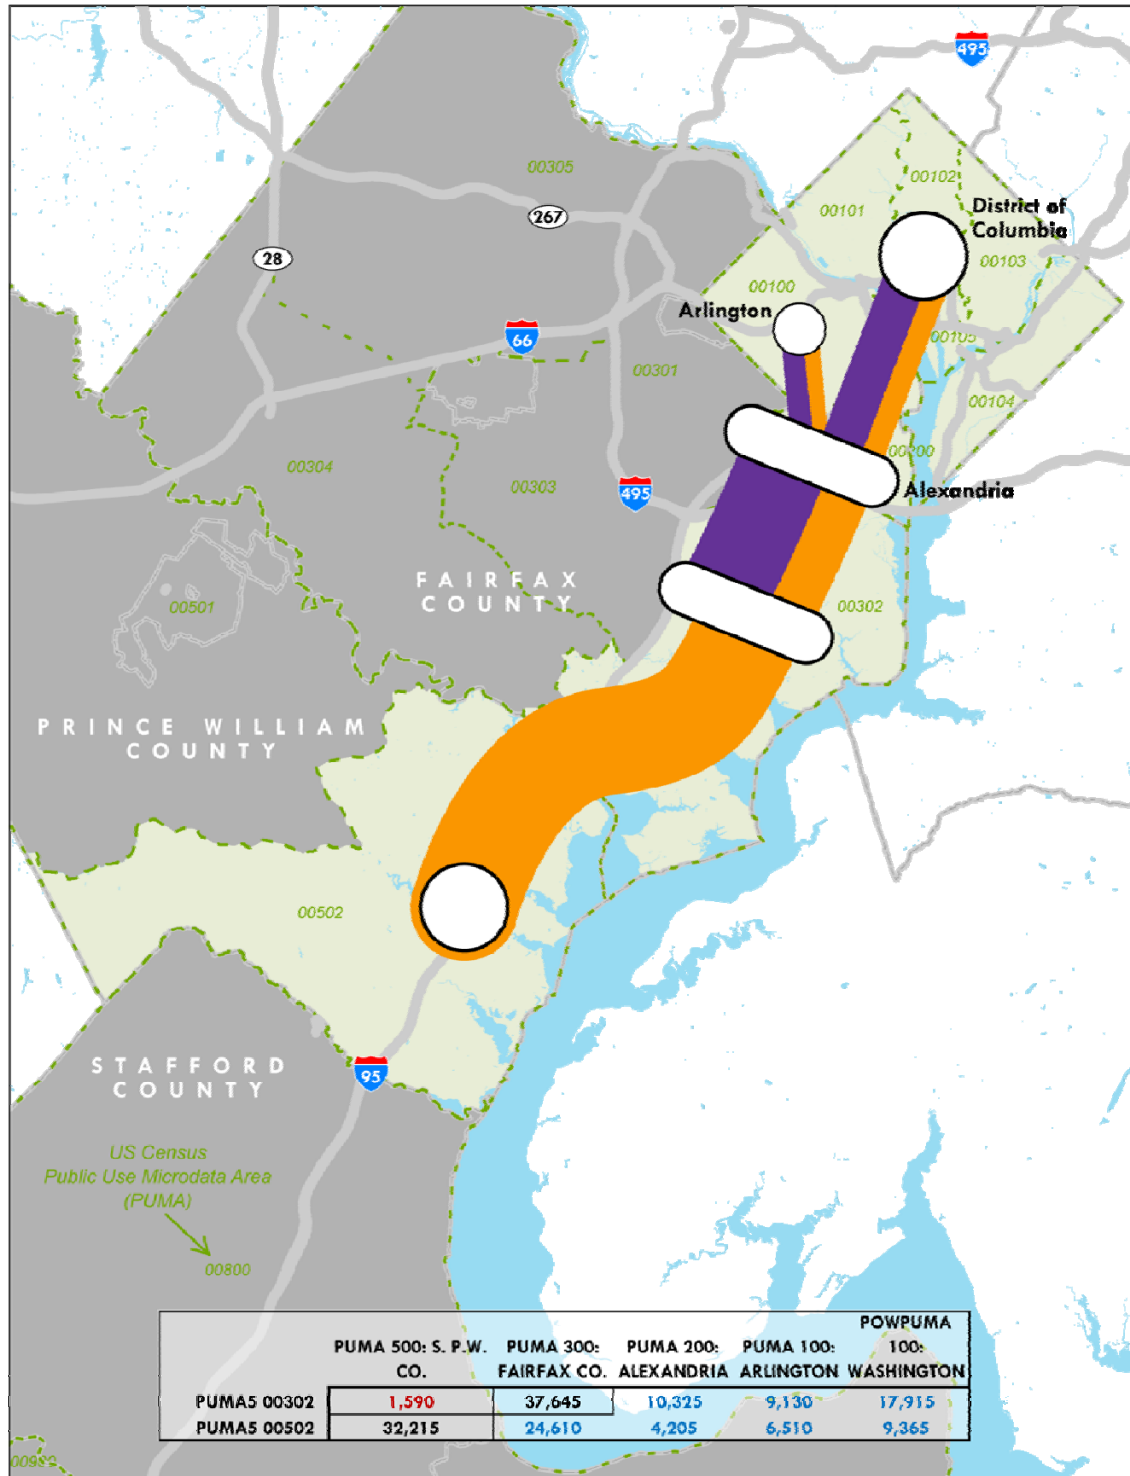 495
00305
00102
00101
District of
Columbia
267
28
00103
00100
Arlington
66
00105
00301
00104
00304
00200
00303
495
Alexandria
FAIRFAX
COUNTY
00501
00302
PRINCE WILLIAM
COUNTY
00502
STAFFORD
COUNTY
95
US Census
Public Use Microdata Area
(PUMA)
00800
POWPUMA
PUMA 500: S. P.W. PUMA 300: PUMA 200: PUMA 100: 100:
CO. FAIRFAX CO. ALEXANDRIA ARLINGTON WASHINGTON
PUMA5 00302 1,590 37,645 10,325 9,130 17,915
PUMA5 00502 32,215 24,610 4,205 6,510 9,365